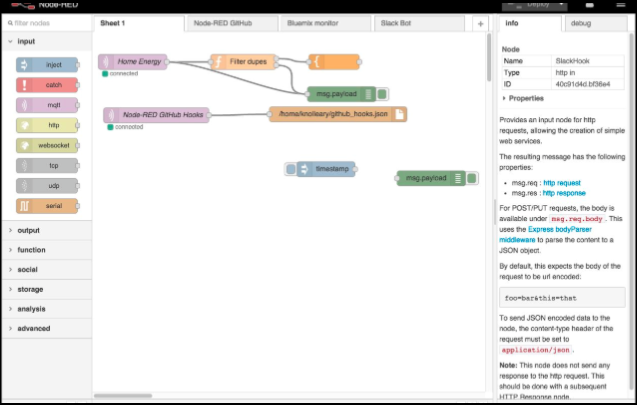 Node-RED
Deploy
filter nodes
Sheet 1
Node-RED GitHub
Bluemix monitor
Slack Bot
+
info
debug
input
inject
catch
mqtt
http
websocket
tcp
udp
serial
output
function
social
storage
analysis
advanced
Home Energy
connected
Filter dupes
msg.payload
Node-RED GitHub Hooks
connected
/home/knolleary/github_hooks.json
timestamp
msg.payload
Node
Name SlackHook
Type http in
ID 40c91d4d.bf36e4
Properties
Provides an input node for http
requests, allowing the creation of simple
web services.
The resulting message has the following
properties:
• msg.req : http request
• msg.res : http response
For POST/PUT requests, the body is
available under msg.req.body. This
uses the Express bodyParser
middleware to parse the content to a
JSON object.
By default, this expects the body of the
request to be url encoded:
foo=bar&this=that
To send JSON encoded data to the
node, the content-type header of the
request must be set to
application/json.
Note: This node does not send any
response to the http request. This
should be done with a subsequent
HTTP Response node.